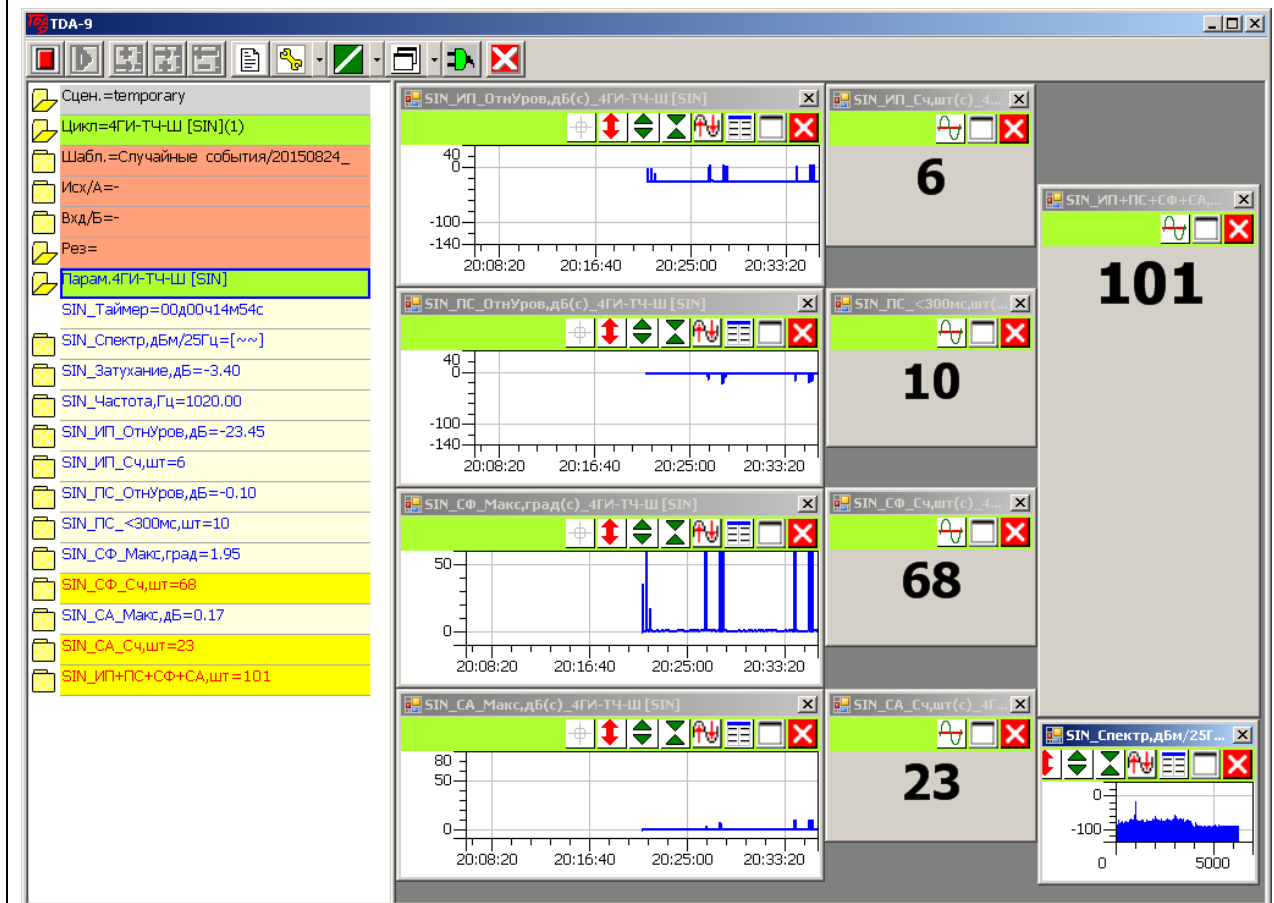 TDA-9
Сцен.=temporary
Цикл=4ГИ-ТЧ-Ш [SIN](1)
Шабл.=Случайные события/20150824_
Исх/А=-
Вхд/Б=-
Рез=
Парам.4ГИ-ТЧ-Ш [SIN]
SIN_Таймер=00д00ч14м54с
SIN_Спектр,дБм/25Гц=[~~]
SIN_Затухание,дБ=-3.40
SIN_Частота,Гц=1020.00
SIN_ИП_ОтнУров,дБ=-23.45
SIN_ИП_Сч,шт=6
SIN_ПС_ОтнУров,дБ=-0.10
SIN_ПС_<300мс,шт=10
SIN_СФ_Макс,град=1.95
SIN_СФ_Сч,шт=68
SIN_СА_Макс,дБ=0.17
SIN_СА_Сч,шт=23
SIN_ИП+ПС+СФ+СА,шт=101
SIN_ИП_ОтнУров,дБ(с)_4ГИ-ТЧ-Ш [SIN]
40
0
-100
-140
20:08:20 20:16:40 20:25:00 20:33:20
SIN_ИП_Сч,шт(с)_4...
6
SIN_ПС_ОтнУров,дБ(с)_4ГИ-ТЧ-Ш [SIN]
40
0
-100
-140
20:08:20 20:16:40 20:25:00 20:33:20
SIN_ПС_<300мс,шт(...
10
SIN_СФ_Макс,град(с)_4ГИ-ТЧ-Ш [SIN]
50
0
20:08:20 20:16:40 20:25:00 20:33:20
SIN_СФ_Сч,шт(с)_4...
68
SIN_СА_Макс,дБ(с)_4ГИ-ТЧ-Ш [SIN]
80
50
0
20:08:20 20:16:40 20:25:00 20:33:20
SIN_СА_Сч,шт(с)_4Г...
23
SIN_ИП+ПС+СФ+СА,...
101
SIN_Спектр,дБм/25Г...
0
-100
0 5000